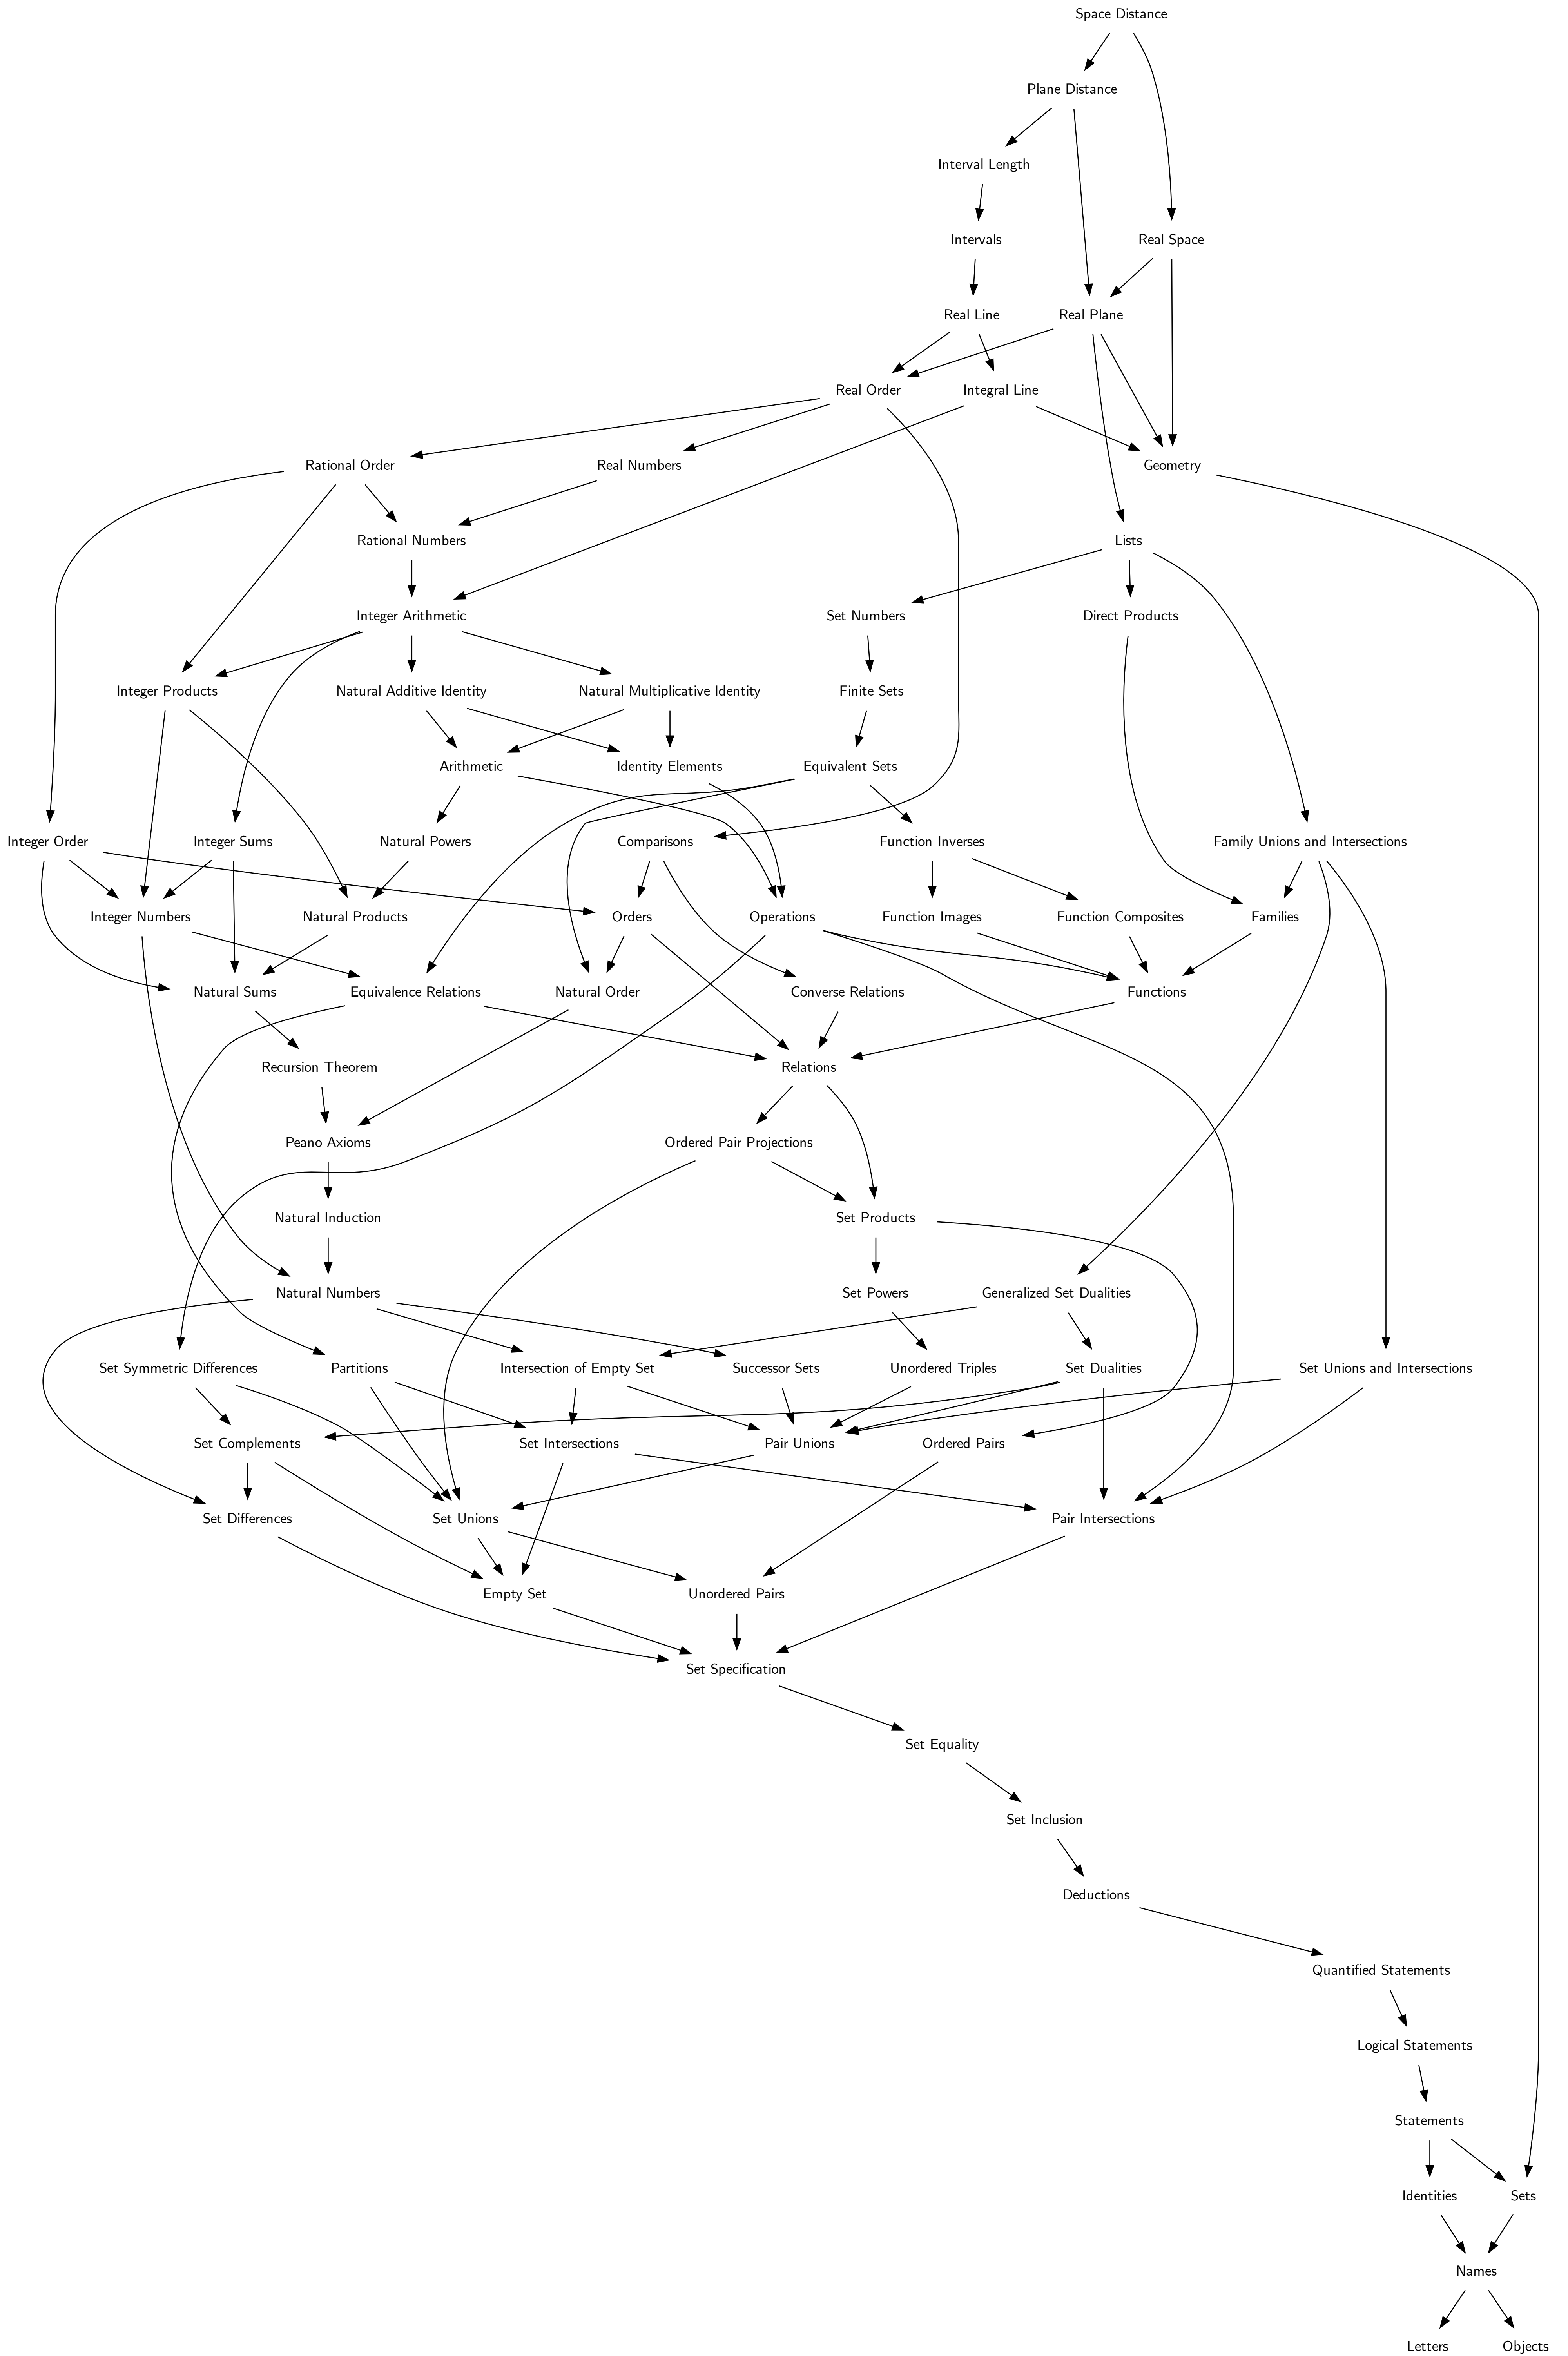 Space Distance
Plane Distance
Interval Length
Intervals
Real Space
Real Line
Real Plane
Real Order
Integral Line
Rational Order
Real Numbers
Geometry
Rational Numbers
Lists
Integer Arithmetic
Set Numbers
Direct Products
Integer Products
Natural Additive Identity
Natural Multiplicative Identity
Finite Sets
Arithmetic
Identity Elements
Equivalent Sets
Integer Order
Integer Sums
Natural Powers
Comparisons
Function Inverses
Family Unions and Intersections
Integer Numbers
Natural Products
Orders
Operations
Function Images
Function Composites
Families
Natural Sums
Equivalence Relations
Natural Order
Converse Relations
Functions
Recursion Theorem
Relations
Peano Axioms
Ordered Pair Projections
Natural Induction
Set Products
Natural Numbers
Set Powers
Generalized Set Dualities
Set Symmetric Differences
Partitions
Intersection of Empty Set
Successor Sets
Unordered Triples
Set Dualities
Set Unions and Intersections
Set Complements
Set Intersections
Pair Unions
Ordered Pairs
Set Differences
Set Unions
Pair Intersections
Empty Set
Unordered Pairs
Set Specification
Set Equality
Set Inclusion
Deductions
Quantified Statements
Logical Statements
Statements
Identities
Sets
Names
Letters
Objects